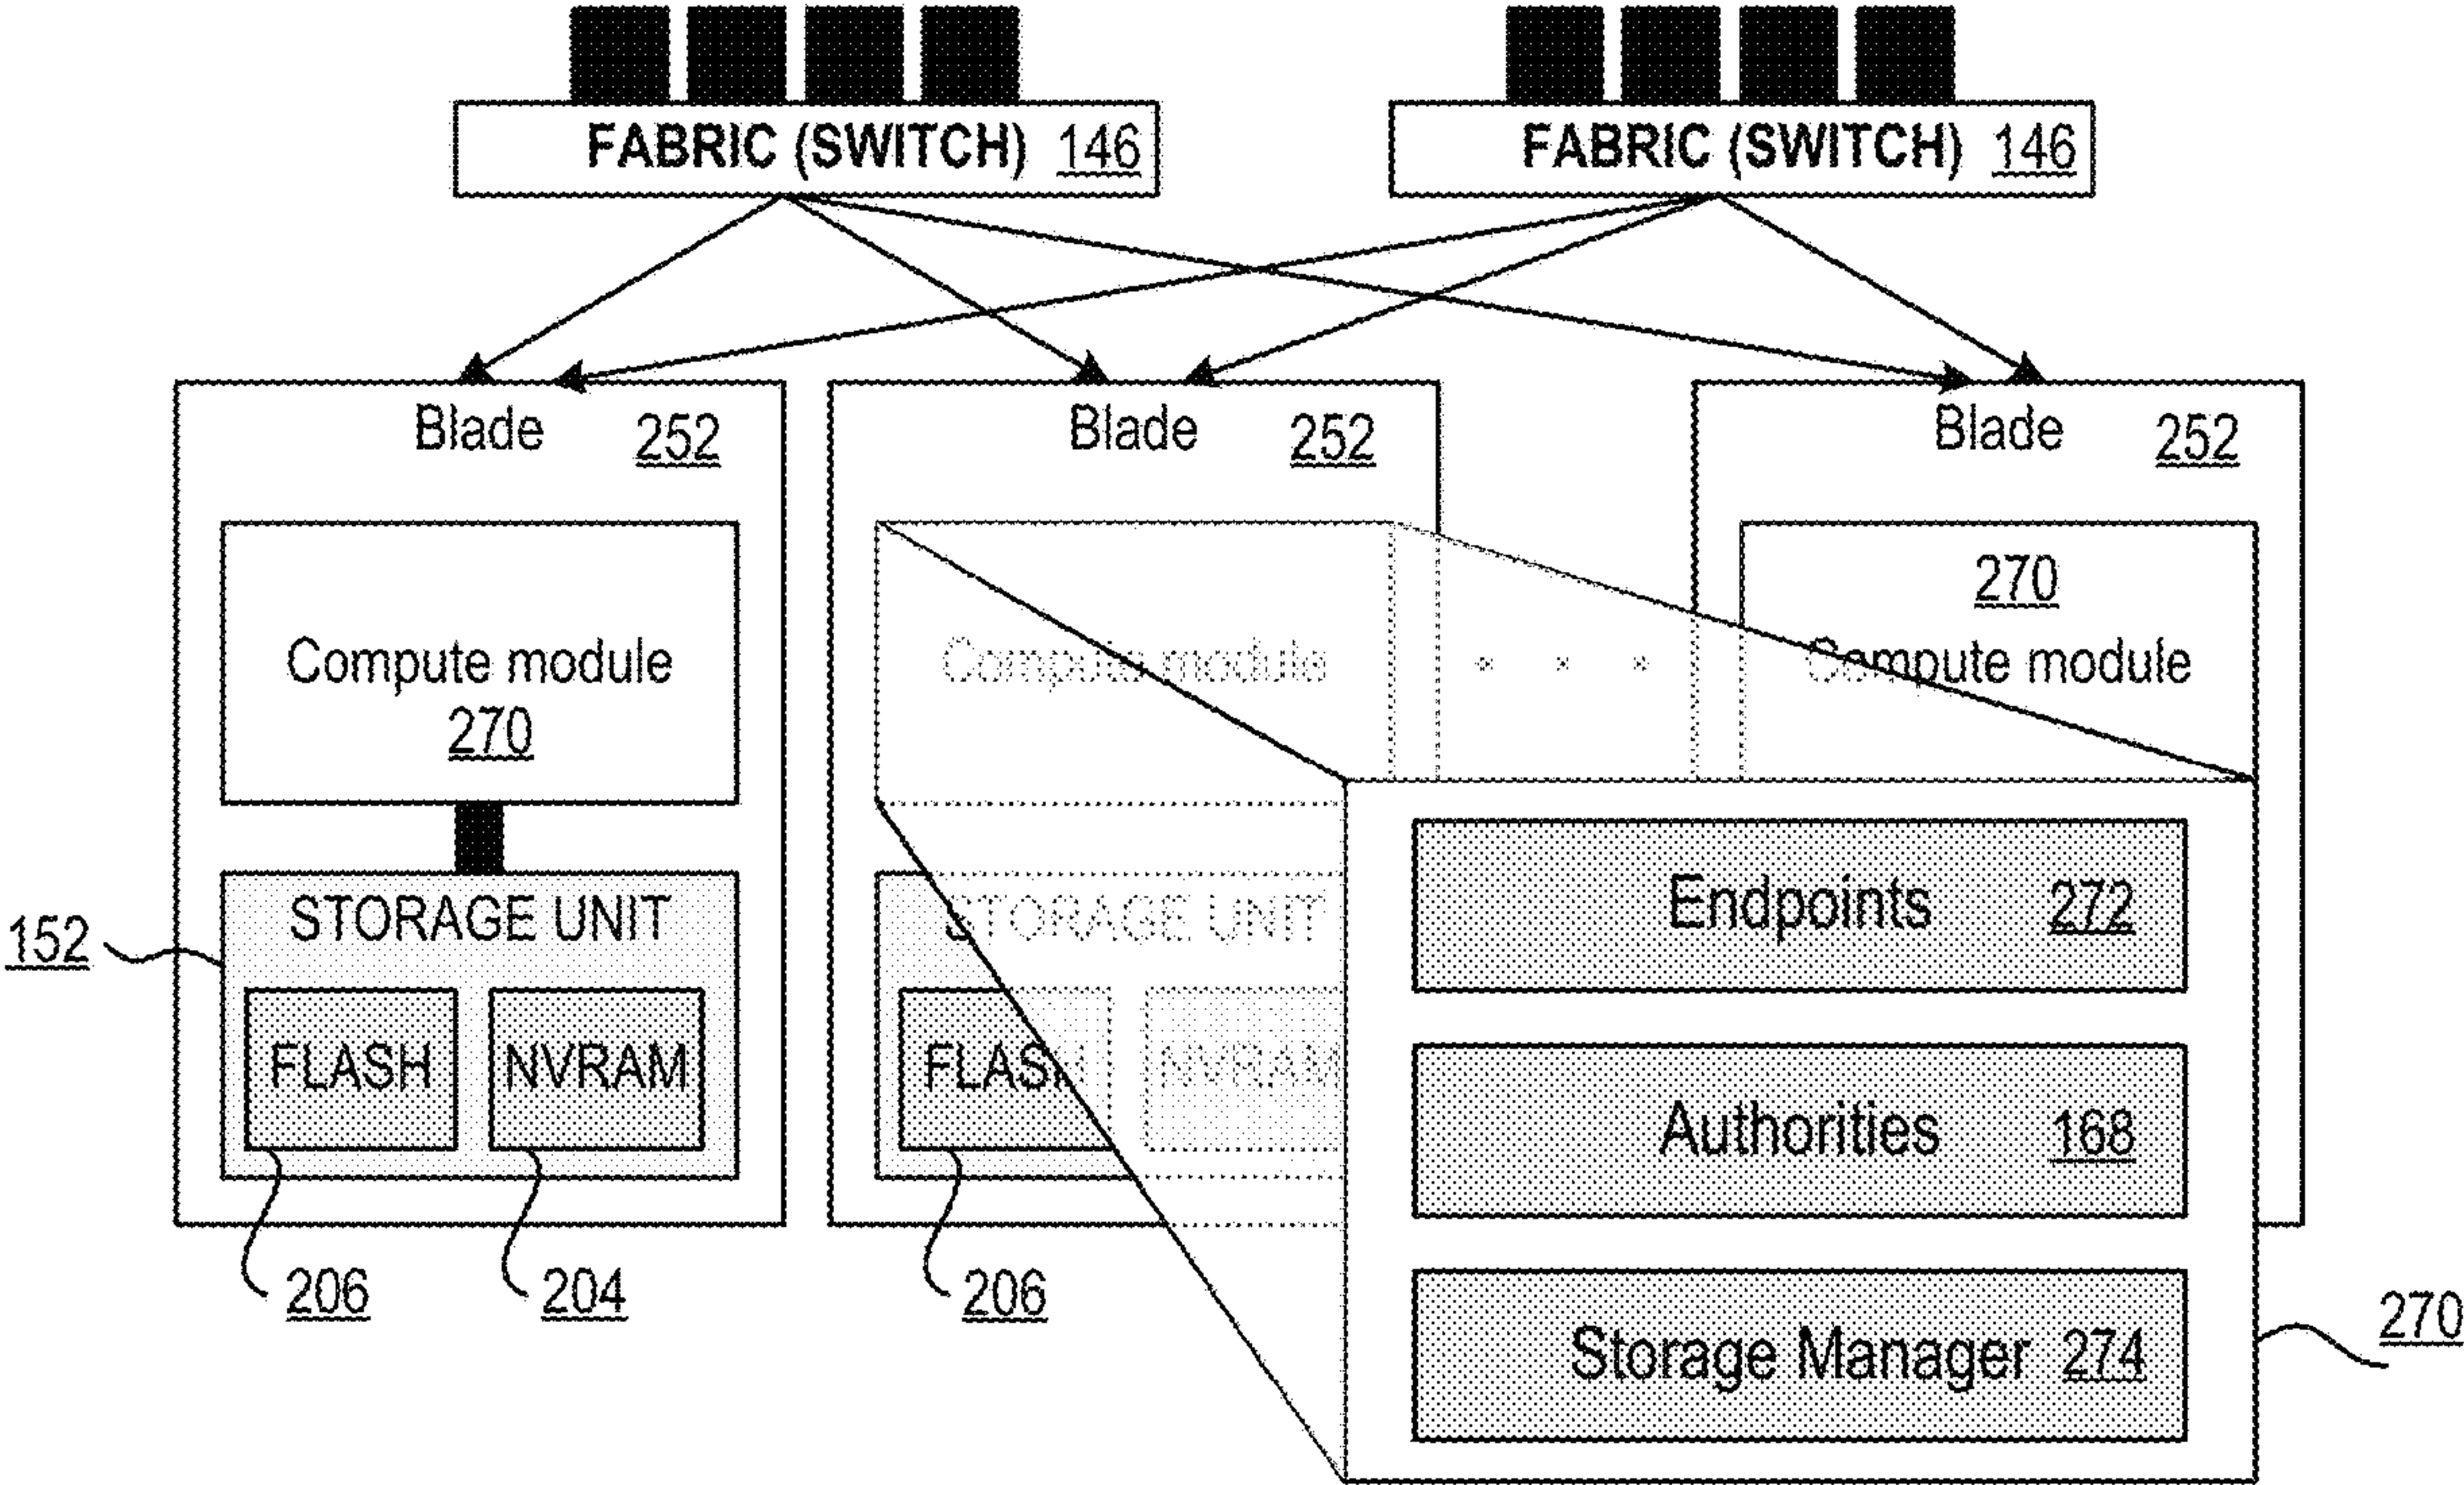 FABRIC (SWITCH) 146
FABRIC (SWITCH) 146
Blade 252
Blade 252
Blade 252
Compute module
270
Compute module
270
Compute module
STORAGE UNIT
152
FLASH
NVRAM
206
204
STORAGE UNIT
FLASH
NVRAM
206
Endpoints 272
Authorities 168
Storage Manager 274
270